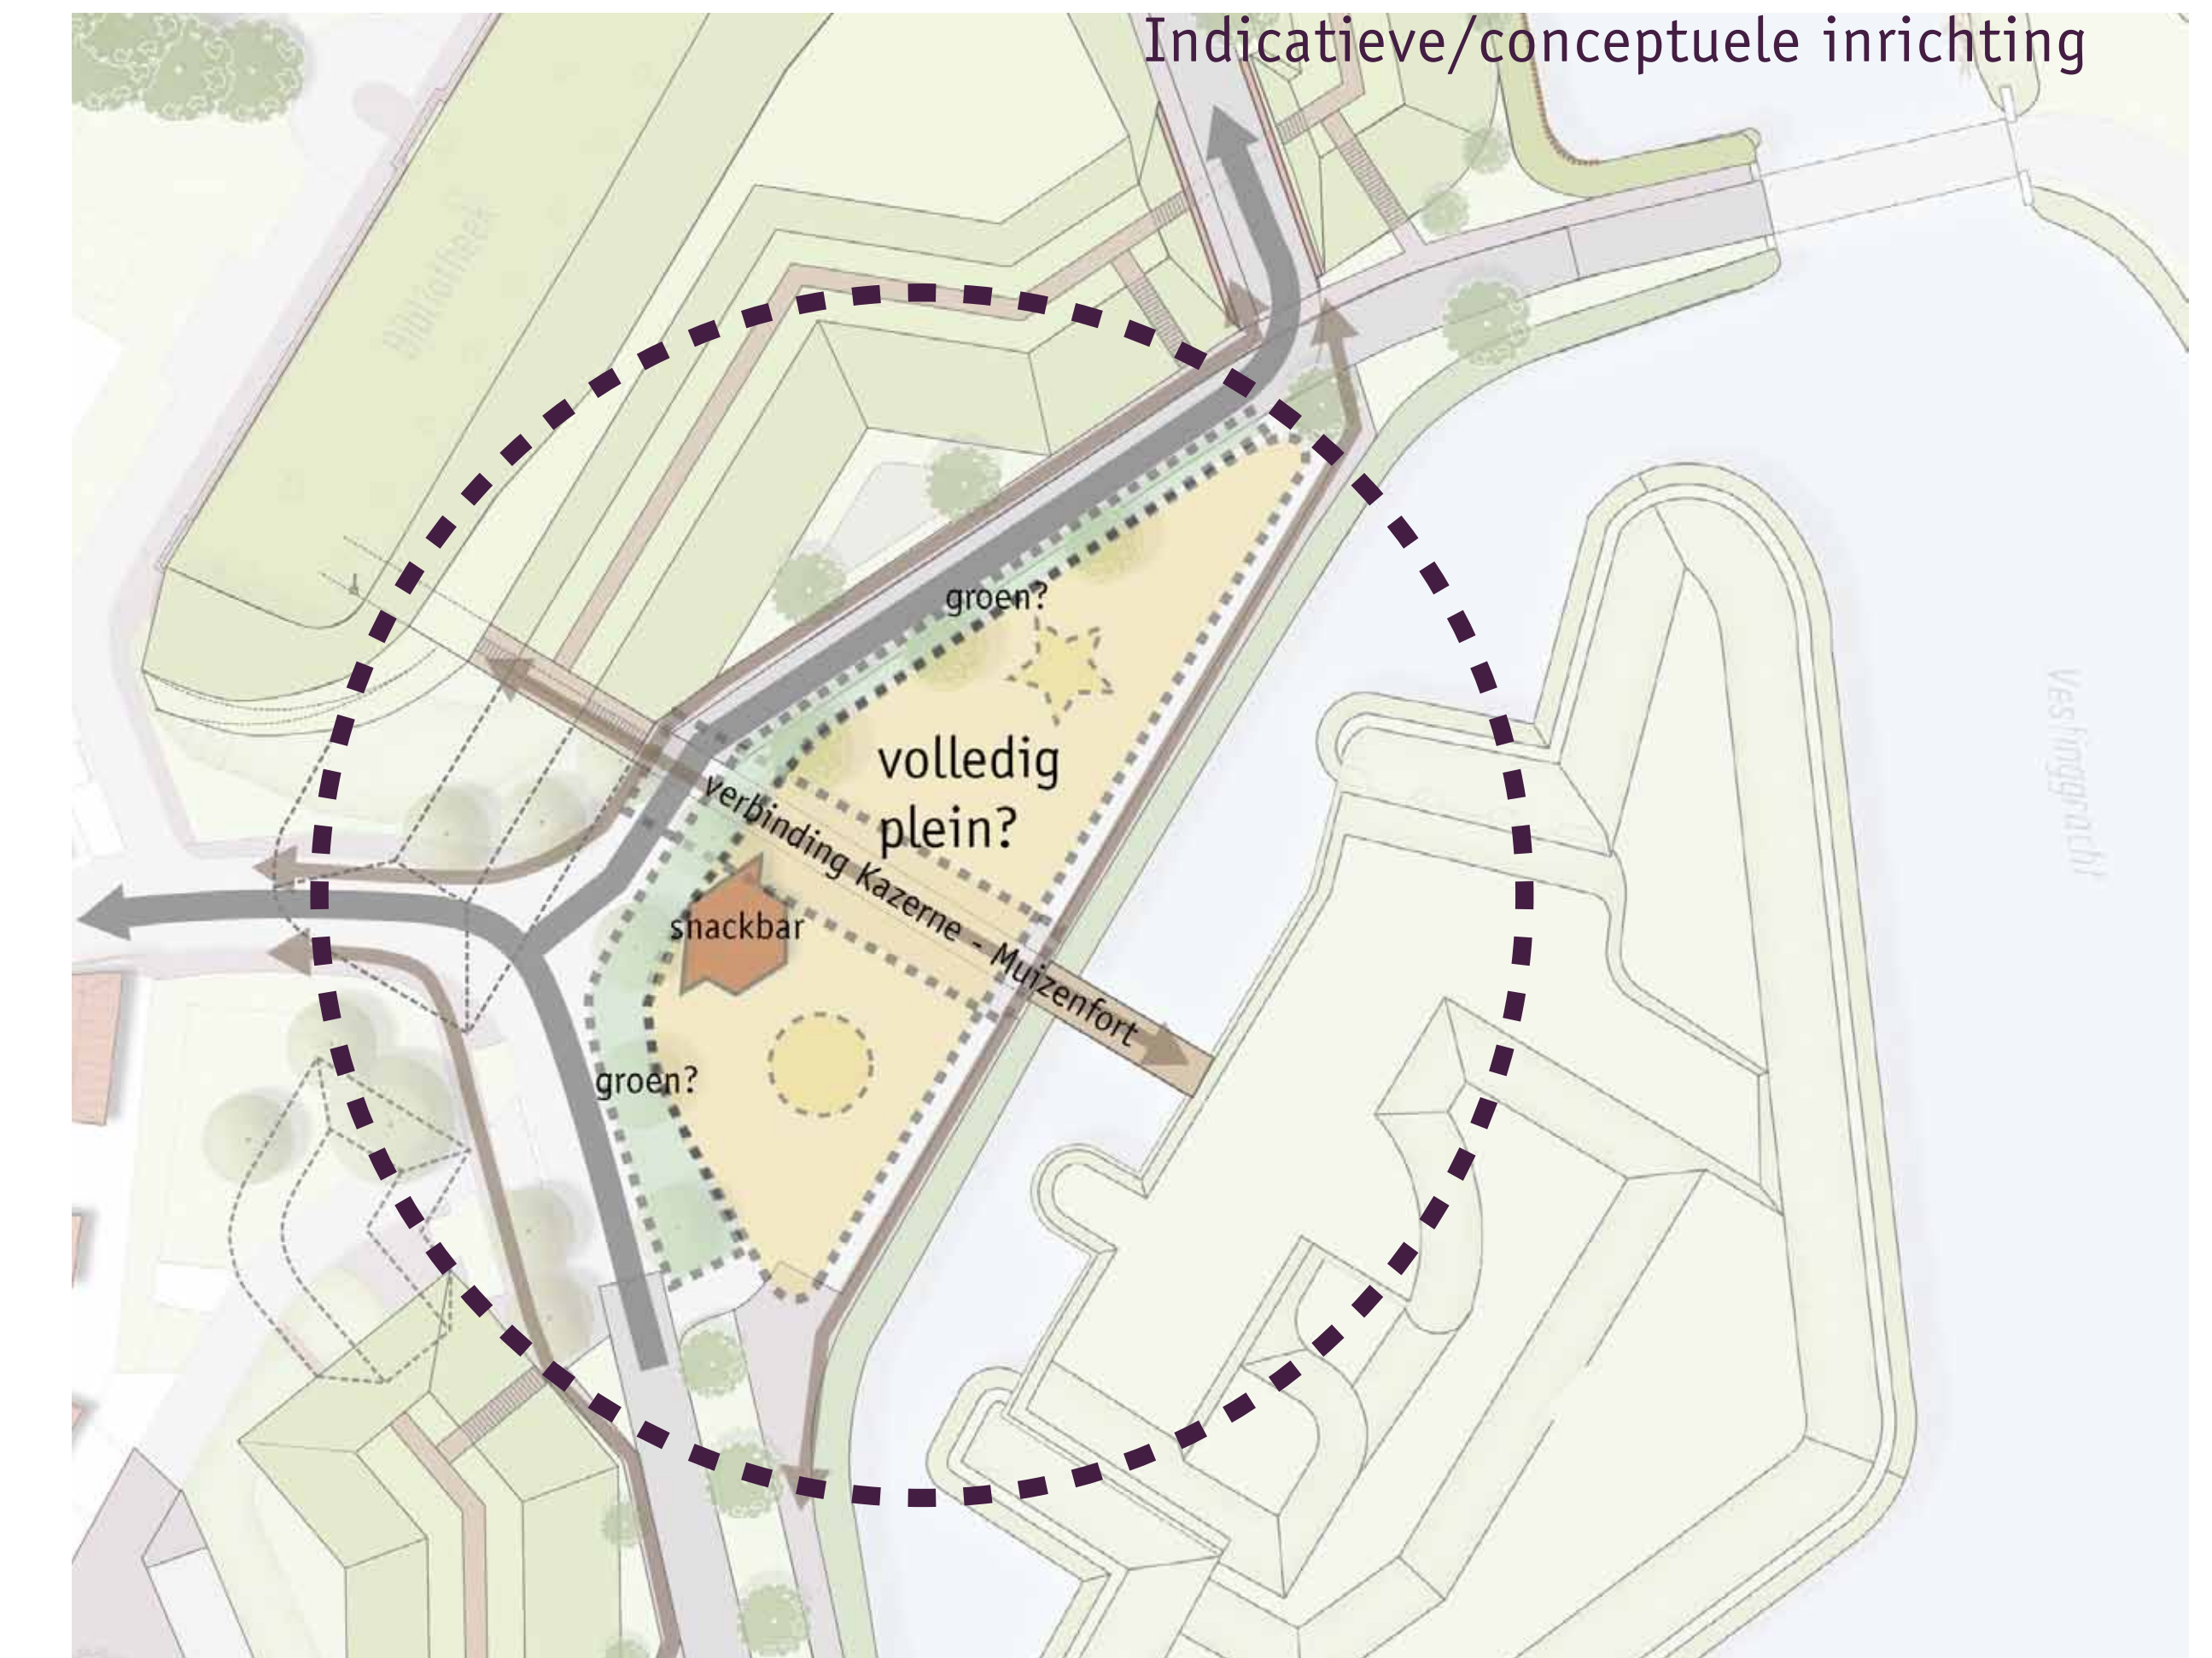 Indicatieve/conceptuele inrichting
Bibliotheek
groen?
volledig
plein?
verbinding Kazerne - Muizenfort
snackbar
groen?
Vestinggracht